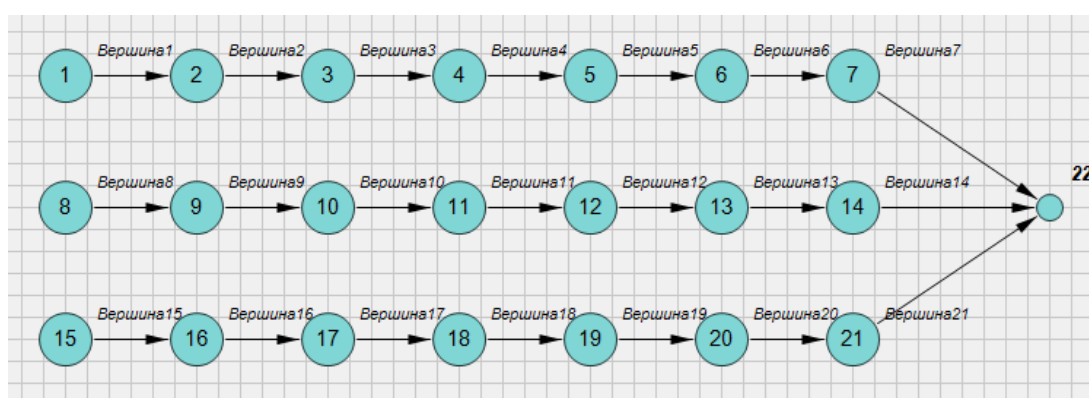 Вершина1 Вершина2 Вершина3 Вершина4 Вершина5 Вершина6 Вершина7
1 2 3 4 5 6 7
Вершина8 Вершина9 Вершина10 Вершина11 Вершина12 Вершина13 Вершина14 22
8 9 10 11 12 13 14
Вершина15 Вершина16 Вершина17 Вершина18 Вершина19 Вершина20 Вершина21
15 16 17 18 19 20 21